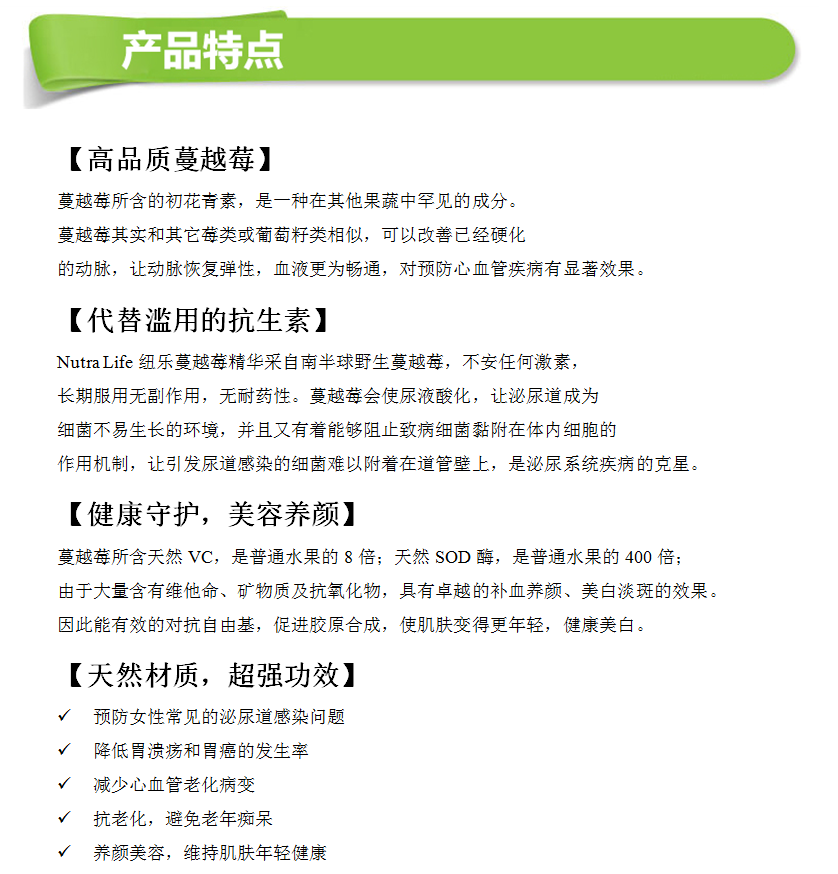 产品特点
【高品质蔓越莓】
蔓越莓所含的初花青素，是一种在其他果蔬中罕见的成分。
蔓越莓其实和其它莓类或葡萄籽类相似，可以改善已经硬化
的动脉，让动脉恢复弹性，血液更为畅通，对预防心血管疾病有显著效果。
【代替滥用的抗生素】
Nutra Life 纽乐蔓越莓精华采自南半球野生蔓越莓，不安任何激素，
长期服用无副作用，无耐药性。蔓越莓会使尿液酸化，让泌尿道成为
细菌不易生长的环境，并且又有着能够阻止致病细菌黏附在体内细胞的
作用机制，让引发尿道感染的细菌难以附着在道管壁上，是泌尿系统疾病的克星。
【健康守护，美容养颜】
蔓越莓所含天然 VC，是普通水果的 8 倍；天然 SOD 酶，是普通水果的 400 倍；
由于大量含有维他命、矿物质及抗氧化物，具有卓越的补血养颜、美白淡斑的效果。
因此能有效的对抗自由基，促进胶原合成，使肌肤变得更年轻，健康美白。
【天然材质，超强功效】
✓ 预防女性常见的泌尿道感染问题
✓ 降低胃溃疡和胃癌的发生率
✓ 减少心血管老化病变
✓ 抗老化，避免老年痴呆
✓ 养颜美容，维持肌肤年轻健康